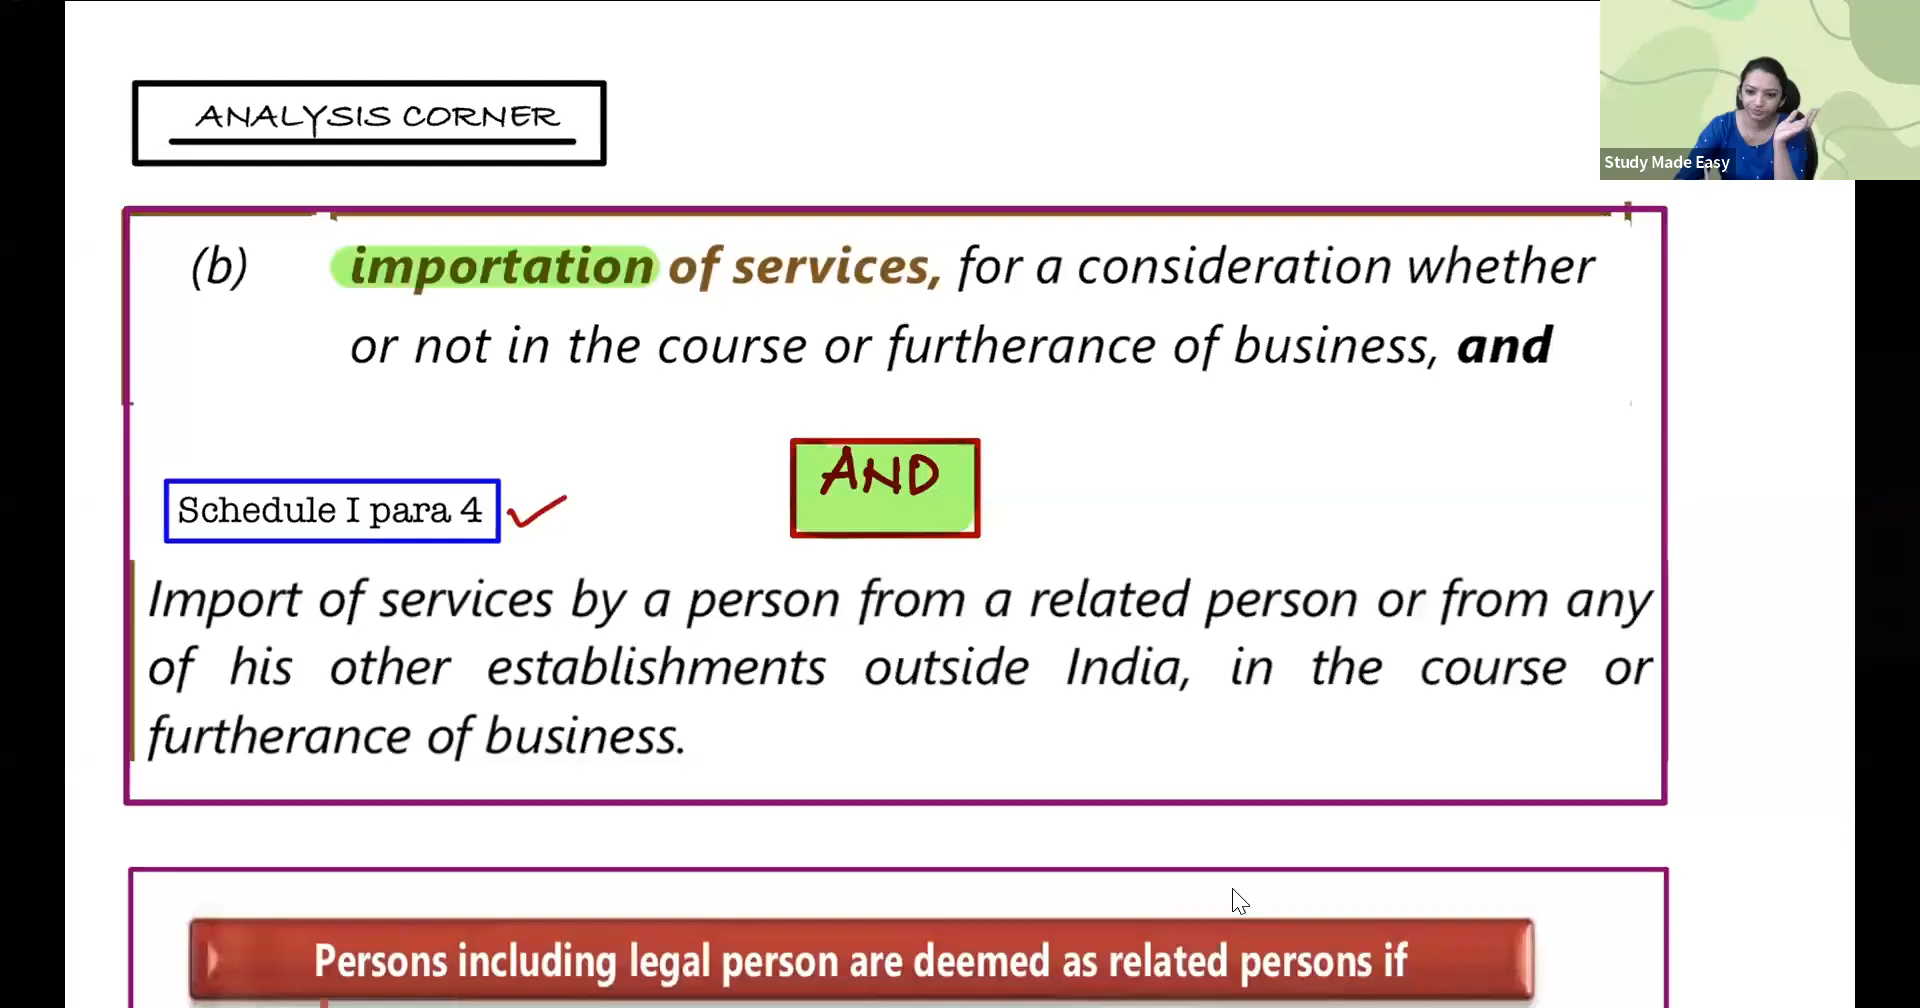 ANALYSIS CORNER
Study Made Easy
(b) importation of services, for a consideration whether
or not in the course or furtherance of business, and
AND
Schedule I para 4
Import of services by a person from a related person or from any
of his other establishments outside India, in the course or
furtherance of business.
Persons including legal person are deemed as related persons if